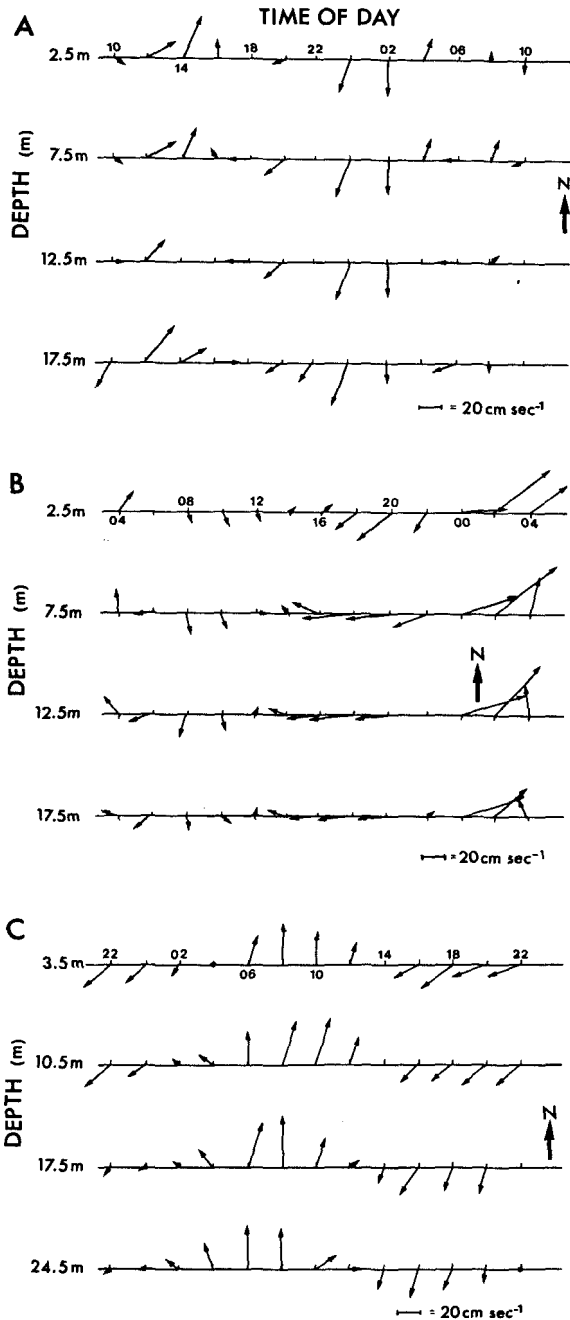 A
TIME OF DAY
10 14 18 22 02 06 10
2.5m
7.5m
DEPTH (m)
N
12.5m
17.5m
= 20 cm sec⁻¹
B
08 12 20
2.5m
04 16 00 04
7.5m
DEPTH (m)
N
12.5m
17.5m
= 20 cm sec⁻¹
C
22 02 14 18 22
3.5m
06 10
10.5m
DEPTH (m)
N
17.5m
24.5m
= 20 cm sec⁻¹